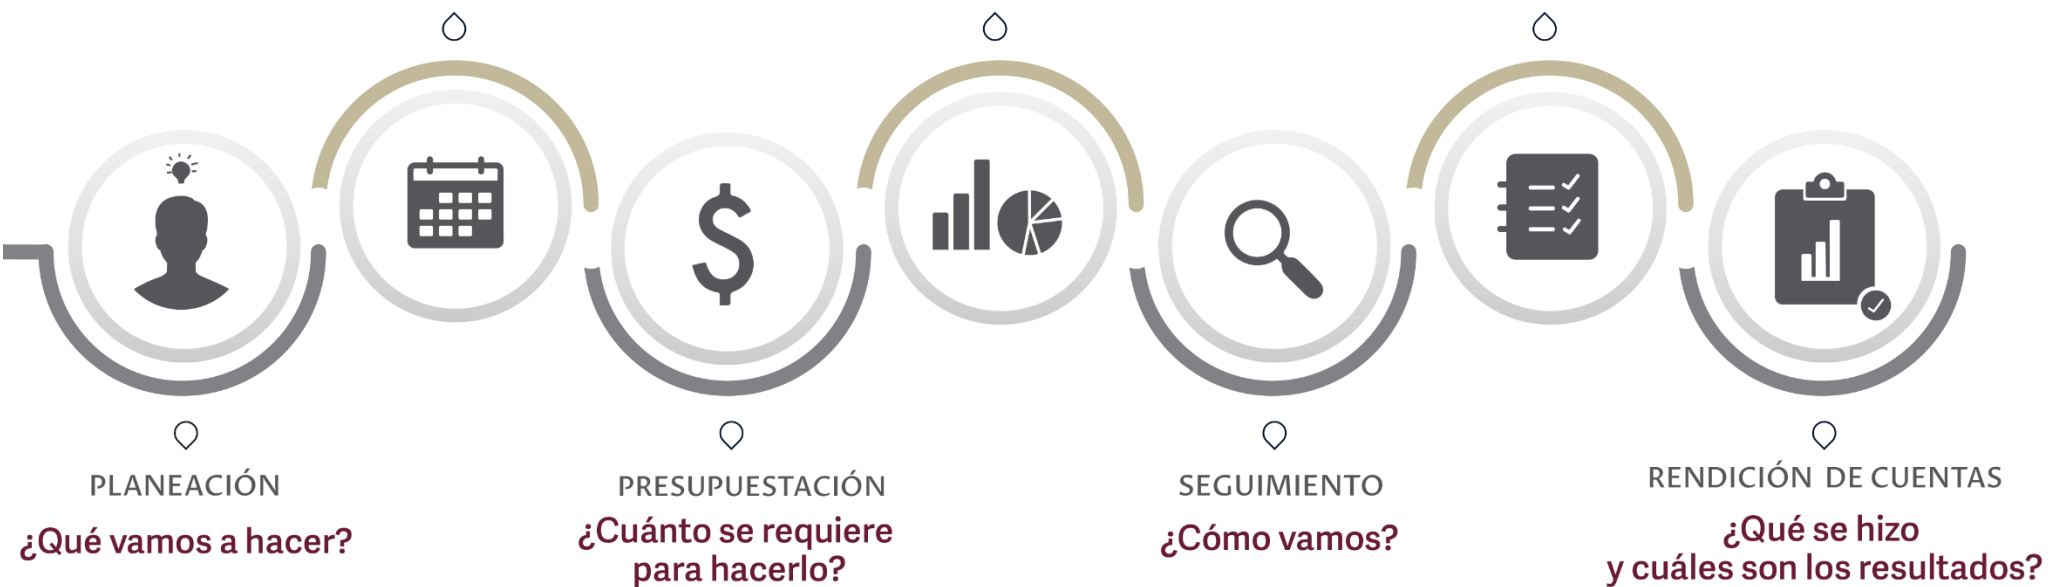 PLANEACIÓN
¿Qué vamos a hacer?
PRESUPUESTACIÓN
¿Cuánto se requiere
para hacerlo?
SEGUIMIENTO
¿Cómo vamos?
RENDICIÓN DE CUENTAS
¿Qué se hizo
y cuáles son los resultados?